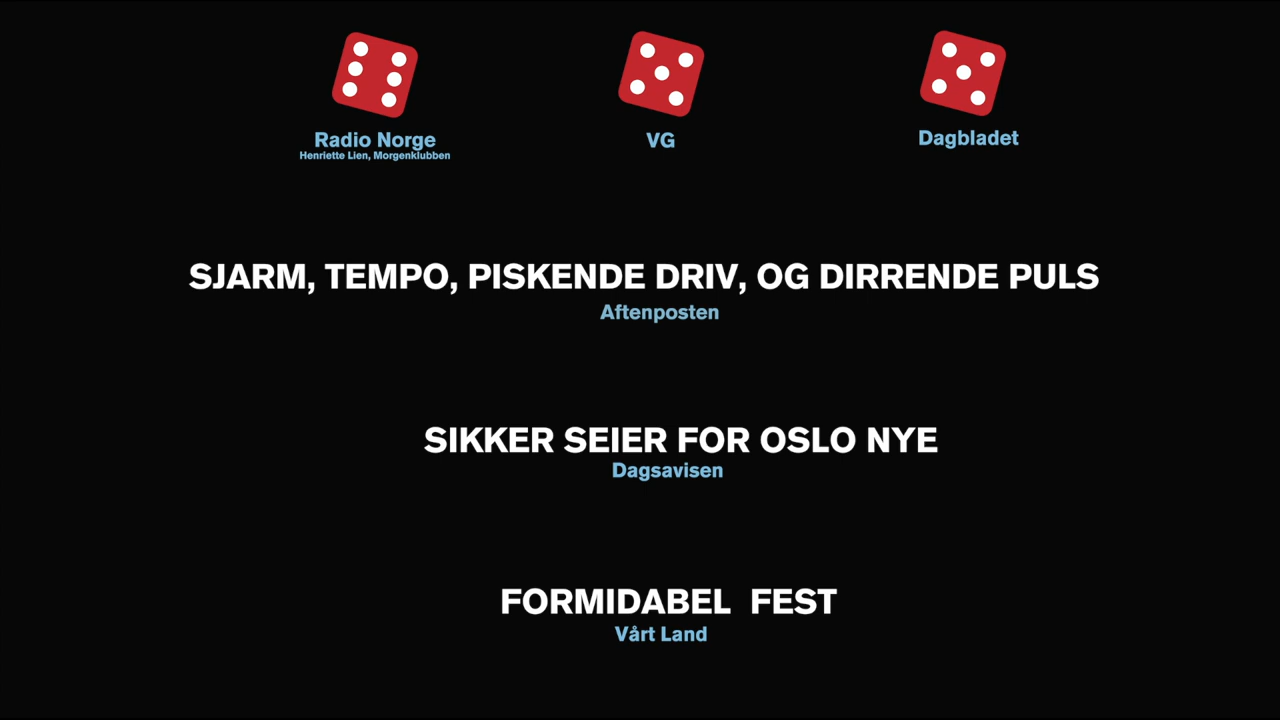 Radio Norge
Henriette Lien, Morgenklubben
VG
Dagbladet
SJARM, TEMPO, PISKENDE DRIV, OG DIRRENDE PULS
Aftenposten
SIKKER SEIER FOR OSLO NYE
Dagsavisen
FORMIDABEL  FEST
Vårt Land